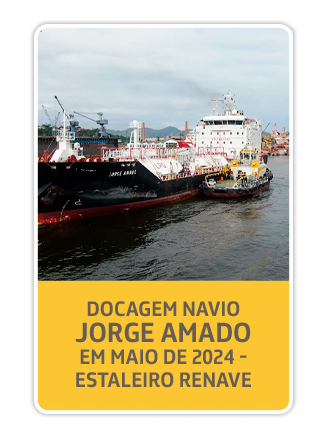 JORGE AMADO
DOCAGEM NAVIO
JORGE AMADO
EM MAIO DE 2024 -
ESTALEIRO RENAVE